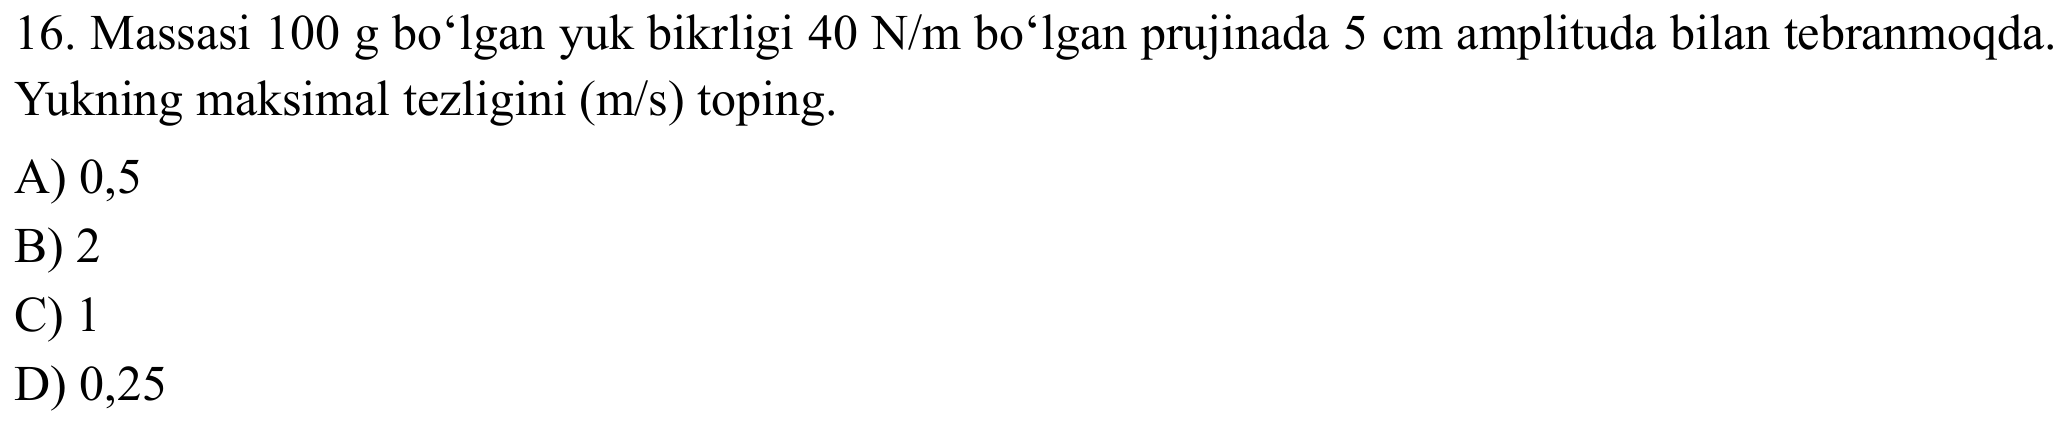 16. Massasi 100 g bo‘lgan yuk bikrligi 40 N/m bo‘lgan prujinada 5 cm amplituda bilan tebranmoqda.
Yukning maksimal tezligini (m/s) toping.
A) 0,5
B) 2
C) 1
D) 0,25